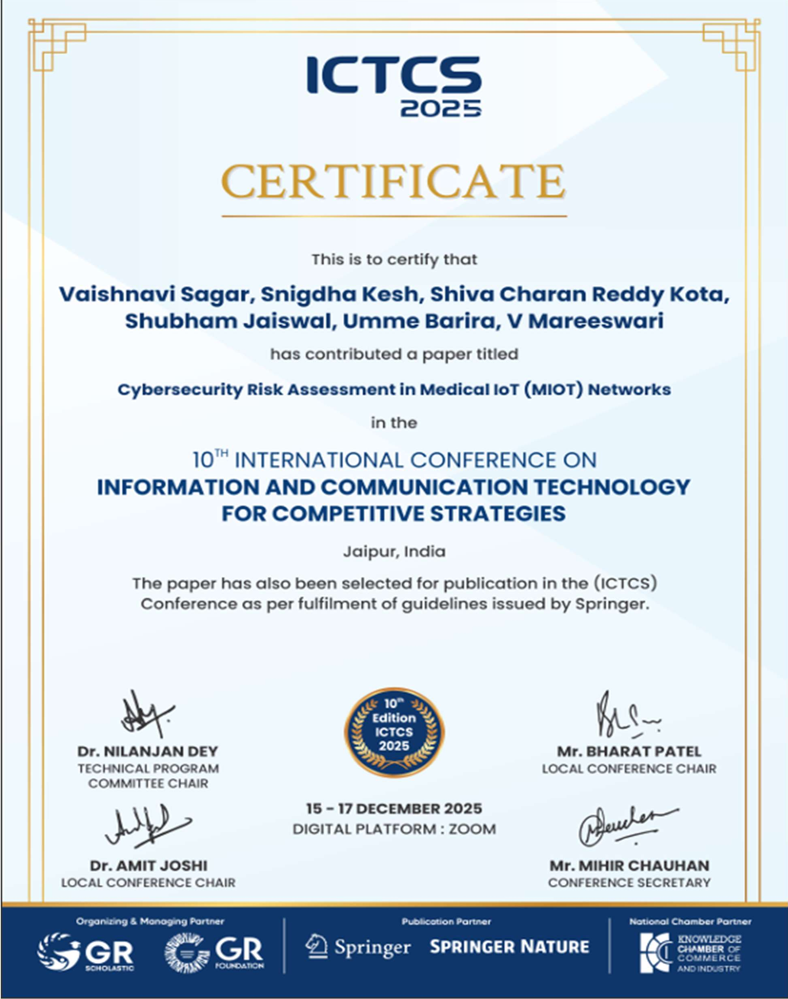 ICTCS
2025
CERTIFICATE
This is to certify that
Vaishnavi Sagar, Snigdha Kesh, Shiva Charan Reddy Kota,
Shubham Jaiswal, Umme Barira, V Mareeswari
has contributed a paper titled
Cybersecurity Risk Assessment in Medical IoT (MIOT) Networks
in the
10TH INTERNATIONAL CONFERENCE ON
INFORMATION AND COMMUNICATION TECHNOLOGY
FOR COMPETITIVE STRATEGIES
Jaipur, India
The paper has also been selected for publication in the (ICTCS)
Conference as per fulfilment of guidelines issued by Springer.
Dr. NILANJAN DEY
TECHNICAL PROGRAM
COMMITTEE CHAIR
10th
Edition
ICTCS
2025
Mr. BHARAT PATEL
LOCAL CONFERENCE CHAIR
15 - 17 DECEMBER 2025
DIGITAL PLATFORM : ZOOM
Dr. AMIT JOSHI
LOCAL CONFERENCE CHAIR
Mr. MIHIR CHAUHAN
CONFERENCE SECRETARY
Organizing & Managing Partner
GR
SCHOLASTIC
GR
FOUNDATION
Publication Partner
Springer
SPRINGER NATURE
National Chamber Partner
KNOWLEDGE
CHAMBER OF
COMMERCE
AND INDUSTRY